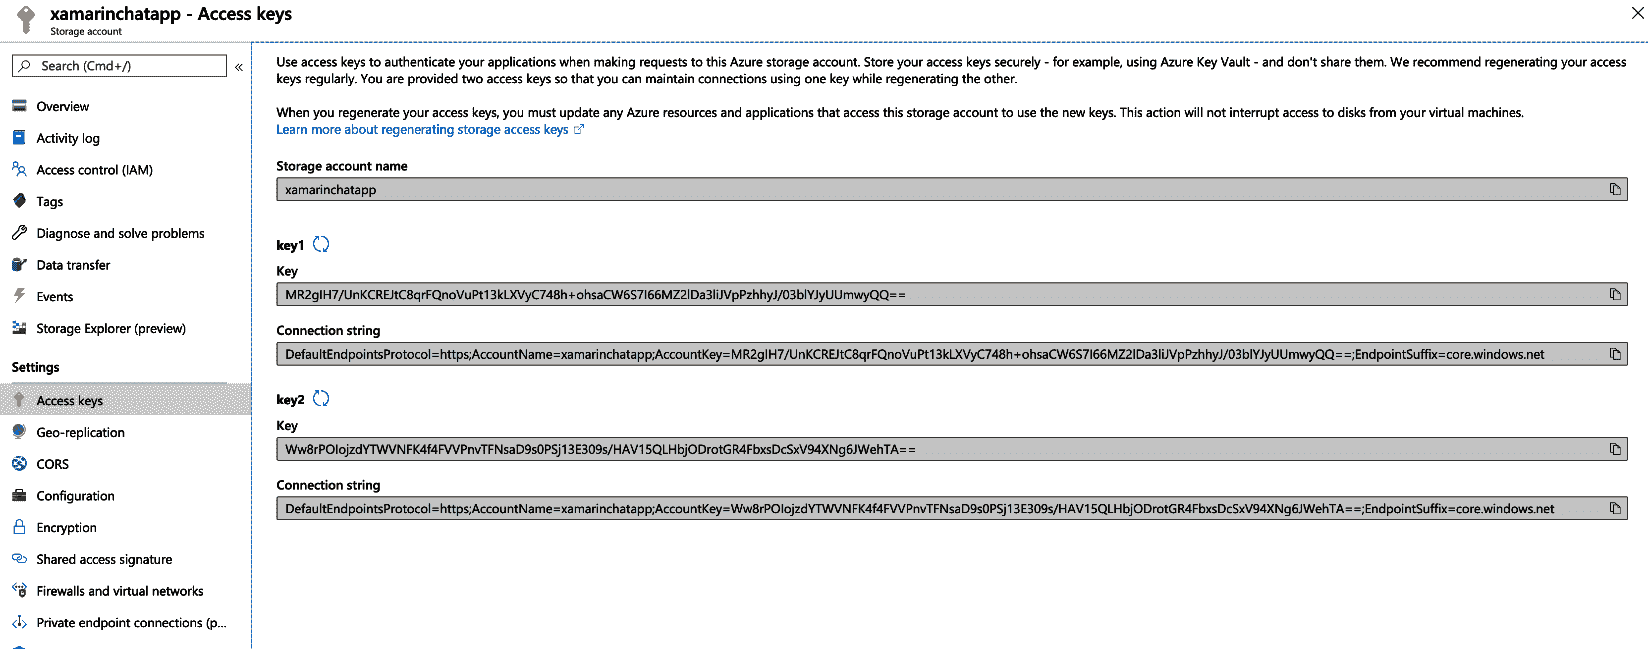 xamarinchatapp - Access keys
Storage account
Search (Cmd+/)
«
Overview
Activity log
Access control (IAM)
Tags
Diagnose and solve problems
Data transfer
Events
Storage Explorer (preview)
Settings
Access keys
Geo-replication
CORS
Configuration
Encryption
Shared access signature
Firewalls and virtual networks
Private endpoint connections (p...
Use access keys to authenticate your applications when making requests to this Azure storage account. Store your access keys securely - for example, using Azure Key Vault - and don't share them. We recommend regenerating your access
keys regularly. You are provided two access keys so that you can maintain connections using one key while regenerating the other.
When you regenerate your access keys, you must update any Azure resources and applications that access this storage account to use the new keys. This action will not interrupt access to disks from your virtual machines.
Learn more about regenerating storage access keys
Storage account name
xamarinchatapp
key1
Key
MR2gIH7/UnKCREJtC8qrFQnoVuPt13kLXVyC748h+ohsaCW6S7I66MZ2lDa3liJVpPzhhyJ/03blYJyUUmwyQQ==
Connection string
DefaultEndpointsProtocol=https;AccountName=xamarinchatapp;AccountKey=MR2gIH7/UnKCREJtC8qrFQnoVuPt13kLXVyC748h+ohsaCW6S7I66MZ2lDa3liJVpPzhhyJ/03blYJyUUmwyQQ==;EndpointSuffix=core.windows.net
key2
Key
Ww8rPOIojzdYTWVNFK4f4FVVPnvTFNsaD9s0PSj13E309s/HAV15QLHbjODrotGR4FbxsDcSxV94XNg6JWehTA==
Connection string
DefaultEndpointsProtocol=https;AccountName=xamarinchatapp;AccountKey=Ww8rPOIojzdYTWVNFK4f4FVVPnvTFNsaD9s0PSj13E309s/HAV15QLHbjODrotGR4FbxsDcSxV94XNg6JWehTA==;EndpointSuffix=core.windows.net